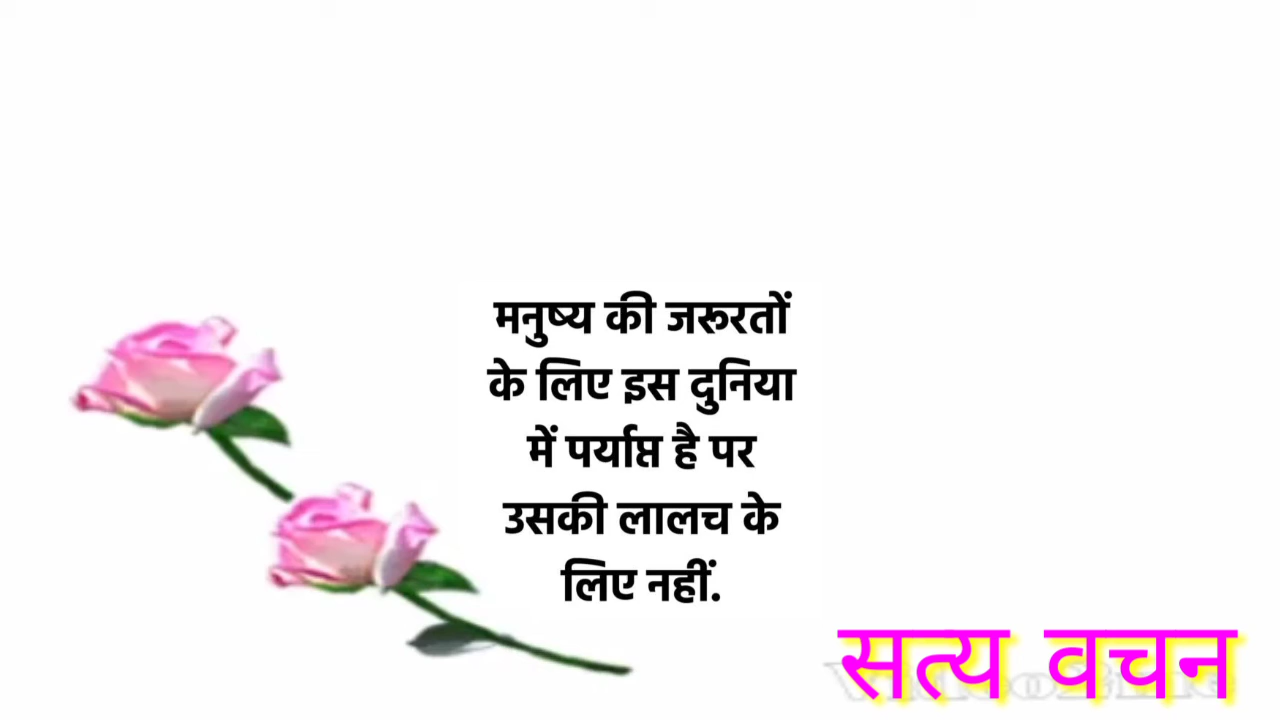 मनुष्य की जरूरतों
के लिए इस दुनिया
में पर्याप्त है पर
उसकी लालच के
लिए नहीं.
सत्य वचन